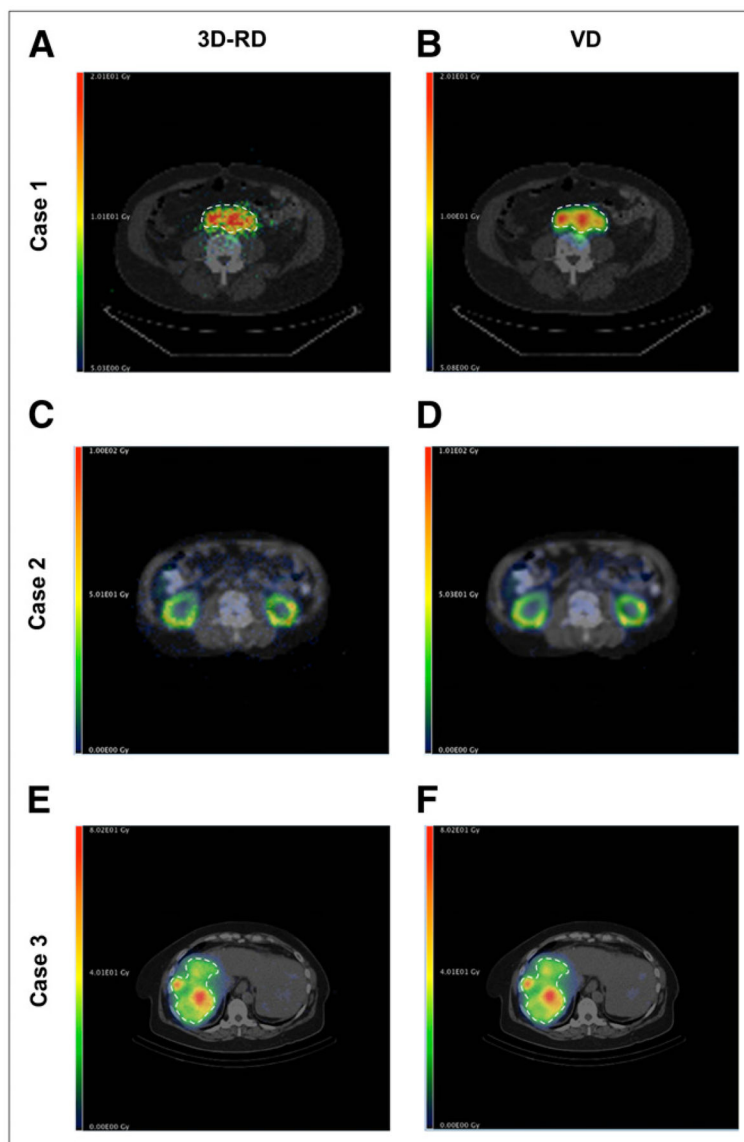 A 3D-RD B VD
Case 1
2.01E01 Gy 2.01E01 Gy
1.01E01 Gy 1.00E01 Gy
5.03E00 Gy 5.08E00 Gy
C D
Case 2
1.00E02 Gy 1.01E02 Gy
5.01E01 Gy 5.03E01 Gy
0.00E00 Gy 0.00E00 Gy
E F
Case 3
8.02E01 Gy 8.02E01 Gy
4.01E01 Gy 4.01E01 Gy
0.00E00 Gy 0.00E00 Gy